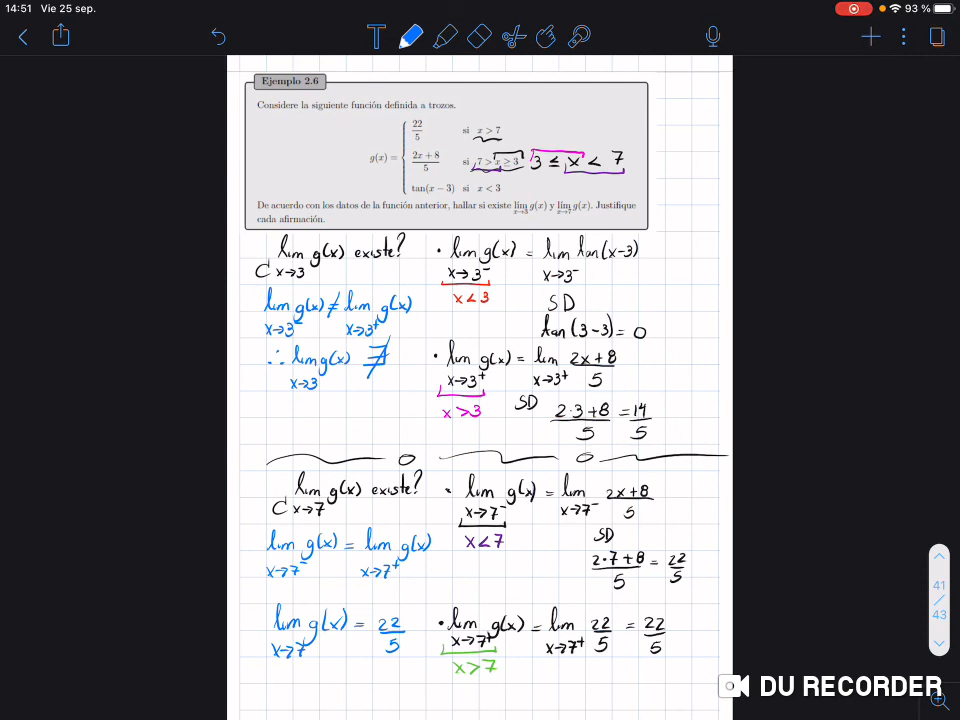 14:51 Vie 25 sep.
93 %
Ejemplo 2.6
Considere la siguiente función definida a trozos.
g(x) = { 22/5 si x > 7
2x + 8/5 si 7 > x ≥ 3 3 ≤ x < 7
tan(x − 3) si x < 3
De acuerdo con los datos de la función anterior, hallar si existe lím x→3 g(x) y lím x→7 g(x). Justifique
cada afirmación.
¿ lim x→3 g(x) existe?
lim x→3⁻ g(x) ≠ lim x→3⁺ g(x)
∴ lim x→3 g(x) ∄
• lim x→3⁻ g(x) = lim x→3⁻ tan(x-3)
x < 3
SD
tan(3-3) = 0
• lim x→3⁺ g(x) = lim x→3⁺ 2x+8/5
x > 3
SD 2·3+8/5 = 14/5
¿ lim x→7 g(x) existe?
lim x→7⁻ g(x) = lim x→7⁺ g(x)
lim x→7 g(x) = 22/5
• lim x→7⁻ g(x) = lim x→7⁻ 2x+8/5
x < 7
SD
2·7+8/5 = 22/5
• lim x→7⁺ g(x) = lim x→7⁺ 22/5 = 22/5
x > 7
41
/
43
DU RECORDER